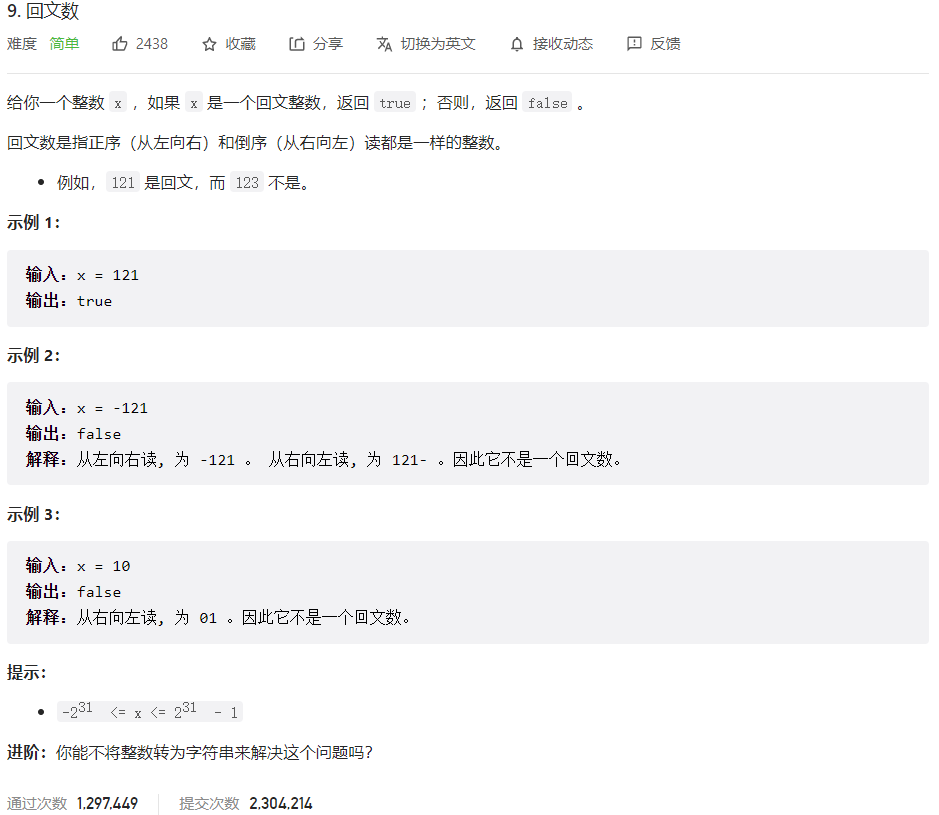 9. 回文数
难度 简单 2438 收藏 分享 切换为英文 接收动态 反馈
给你一个整数 x ，如果 x 是一个回文整数，返回 true ；否则，返回 false 。
回文数是指正序（从左向右）和倒序（从右向左）读都是一样的整数。
• 例如，121 是回文，而 123 不是。
示例 1：
输入：x = 121
输出：true
示例 2：
输入：x = -121
输出：false
解释：从左向右读, 为 -121 。 从右向左读, 为 121- 。因此它不是一个回文数。
示例 3：
输入：x = 10
输出：false
解释：从右向左读, 为 01 。因此它不是一个回文数。
提示：
• -2³¹ <= x <= 2³¹ - 1
进阶：你能不将整数转为字符串来解决这个问题吗？
通过次数 1,297,449 提交次数 2,304,214